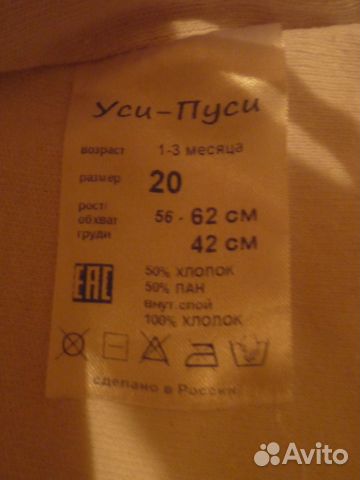 Уси-Пуси
возраст 1-3 месяца
размер 20
рост/ 56 - 62 см
обхват
груди 42 см
EAC
50% ХЛОПОК
50% ПАН
внут.слой
100% ХЛОПОК
сделано в России
Avito